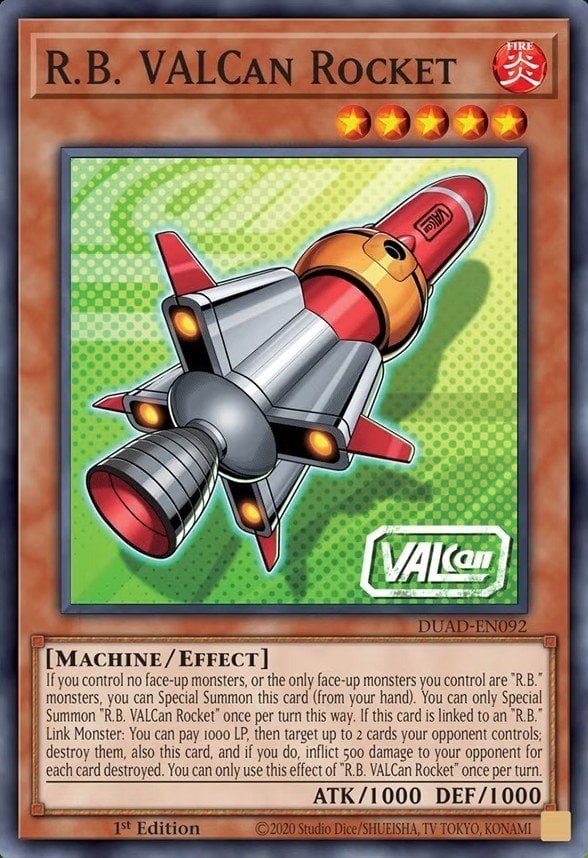 R.B. VALCan Rocket
FIRE
炎
VALCan
VALCan
DUAD-EN092
[Machine/Effect]
If you control no face-up monsters, or the only face-up monsters you control are "R.B."
monsters, you can Special Summon this card (from your hand). You can only Special
Summon "R.B. VALCan Rocket" once per turn this way. If this card is linked to an "R.B."
Link Monster: You can pay 1000 LP, then target up to 2 cards your opponent controls;
destroy them, also this card, and if you do, inflict 500 damage to your opponent for
each card destroyed. You can only use this effect of "R.B. VALCan Rocket" once per turn.
ATK/1000 DEF/1000
1st Edition ©2020 Studio Dice/SHUEISHA, TV TOKYO, KONAMI